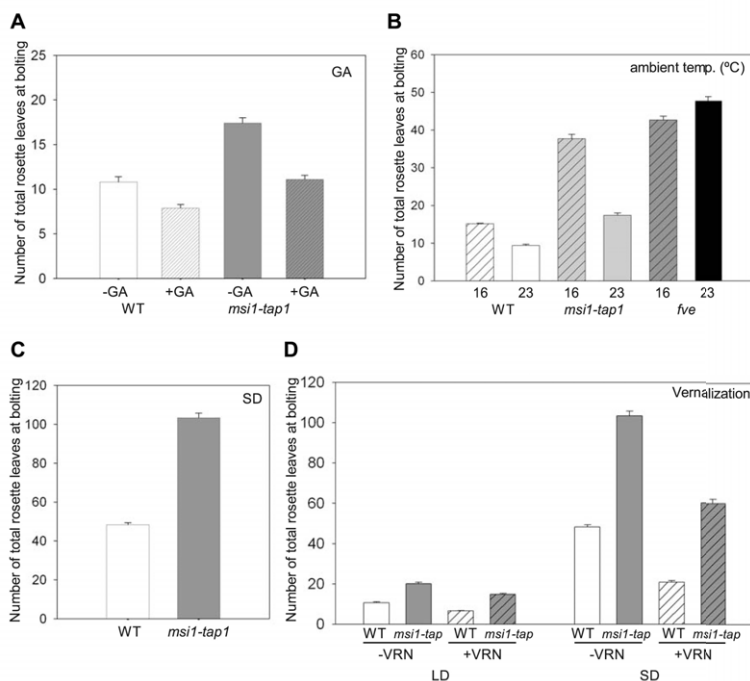 A
Number of total rosette leaves at bolting
25
20
15
10
5
0
GA
-GA +GA -GA +GA
WT msi1-tap1
B
Number of total rosette leaves at bolting
60
50
40
30
20
10
0
ambient temp. (ºC)
16 23 16 23 16 23
WT msi1-tap1 fve
C
Number of total rosette leaves at bolting
120
100
80
60
40
20
0
SD
WT msi1-tap1
D
Number of total rosette leaves at bolting
120
100
80
60
40
20
0
Vernalization
WT msi1-tap WT msi1-tap WT msi1-tap WT msi1-tap
-VRN +VRN -VRN +VRN
LD SD